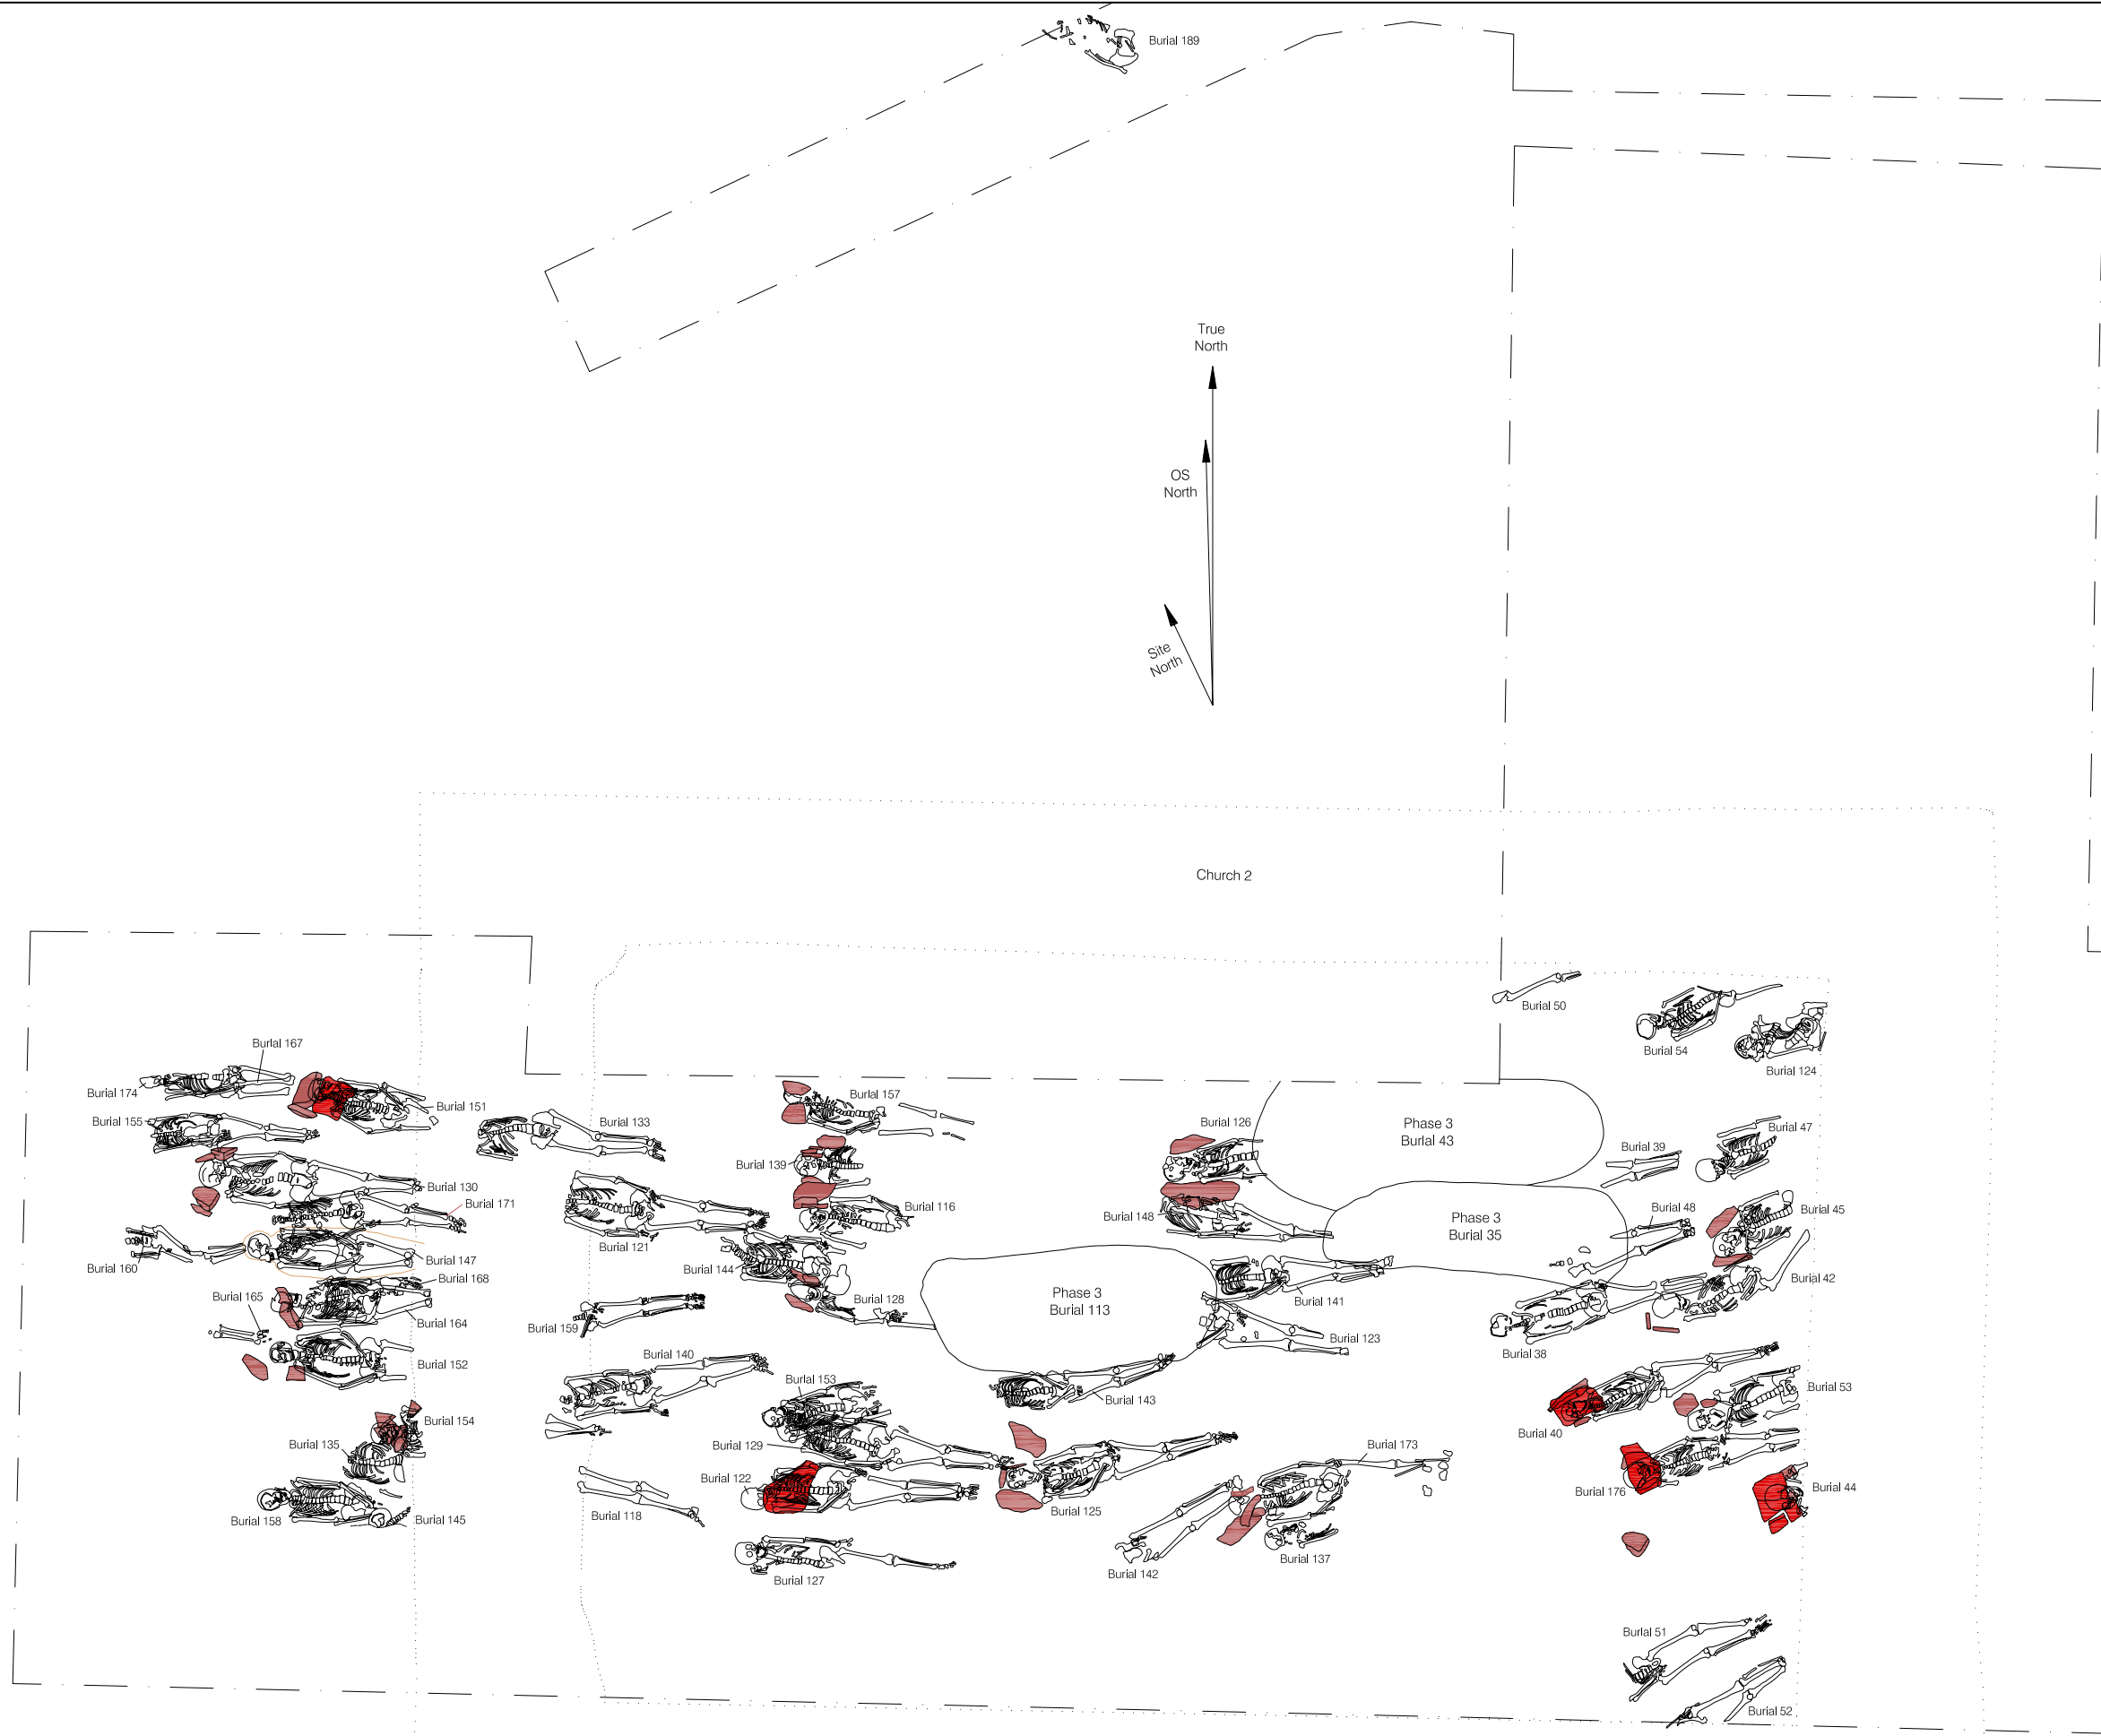 Burial 189
True
North
OS
North
Site
North
Church 2
Burial 50
Burial 54
Burial 124
Burial 167
Burial 174
Burial 151
Burial 155
Burial 133
Burial 157
Burial 126
Phase 3
Burial 43
Burial 47
Burial 39
Burial 139
Burial 130
Burial 171
Burial 116
Burial 148
Phase 3
Burial 35
Burial 48
Burial 45
Burial 121
Burial 147
Burial 160
Burial 144
Burial 168
Burial 165
Burial 128
Phase 3
Burial 113
Burial 141
Burial 42
Burial 164
Burial 159
Burial 123
Burial 38
Burial 140
Burial 152
Burial 153
Burial 143
Burial 53
Burial 154
Burial 135
Burial 129
Burial 173
Burial 40
Burial 122
Burial 176
Burial 44
Burial 158
Burial 145
Burial 118
Burial 125
Burial 137
Burial 142
Burial 127
Burial 51
Burial 52